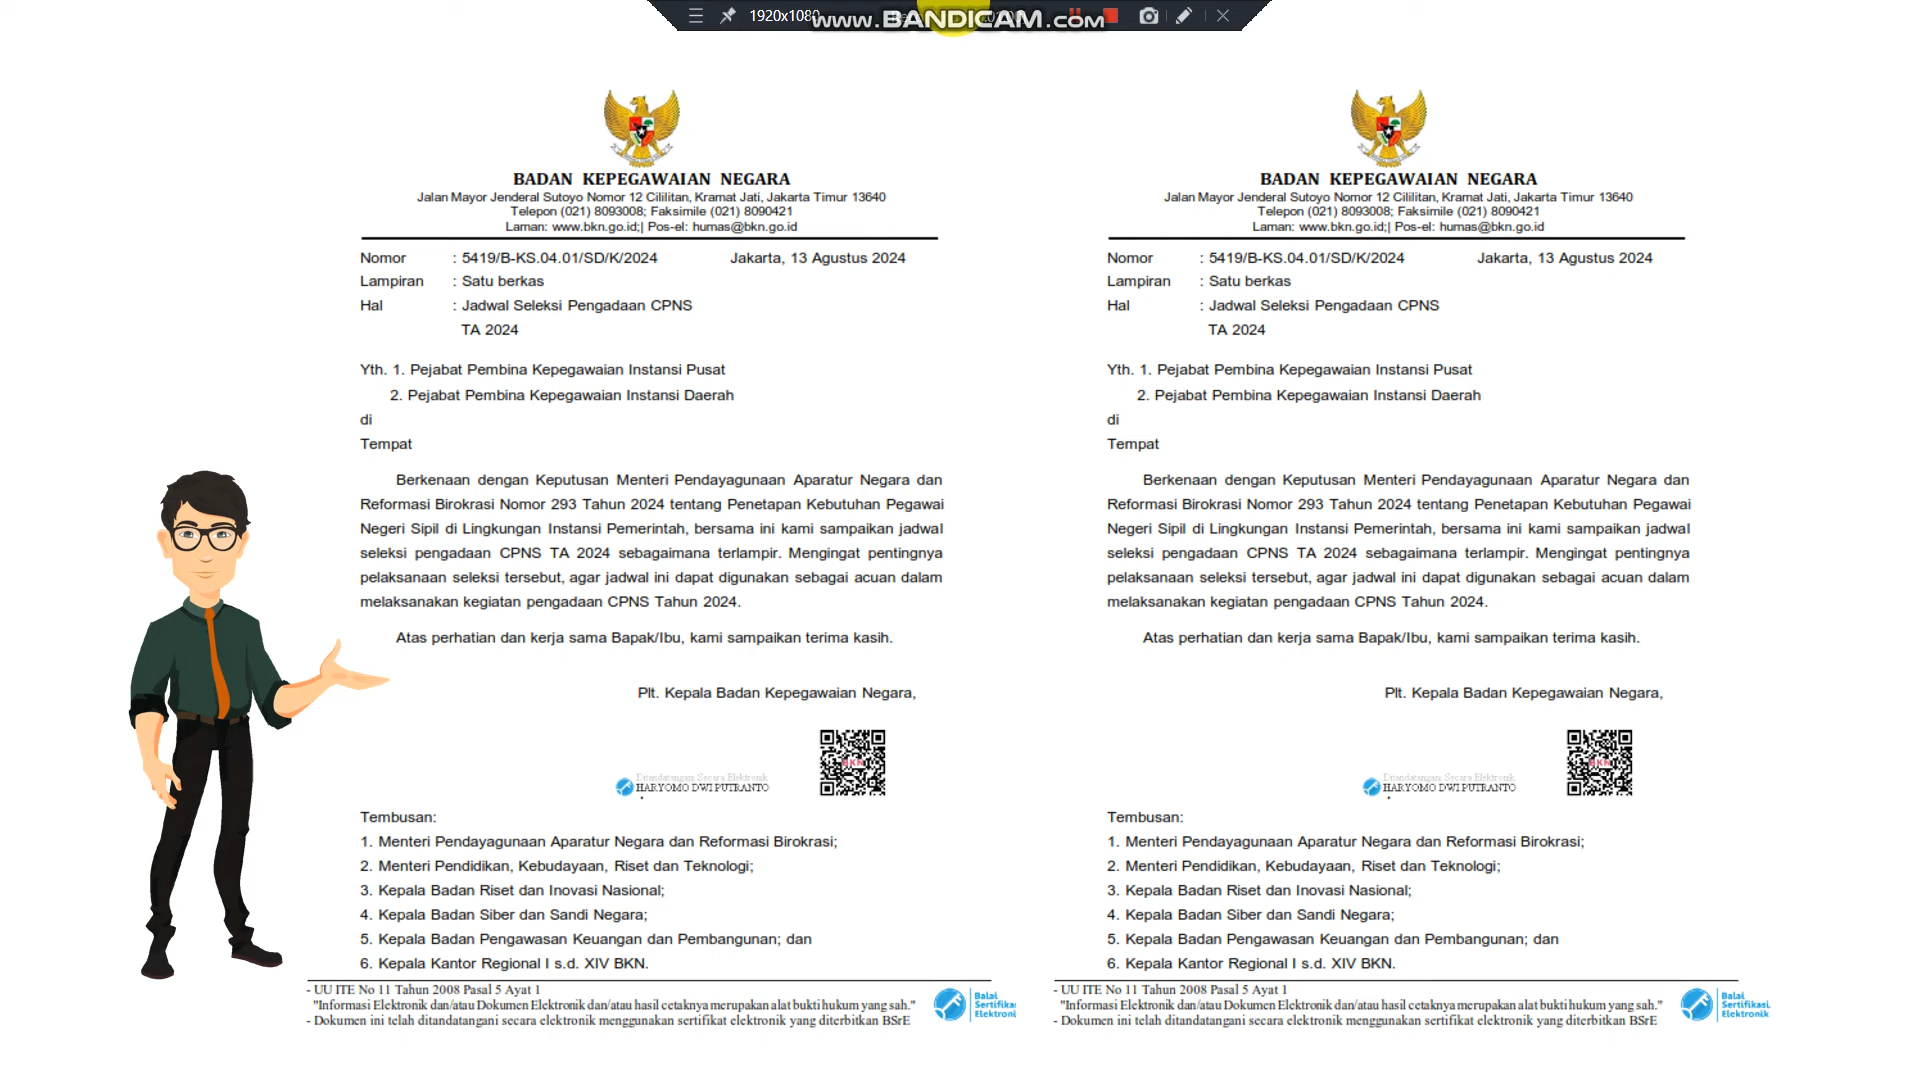 1920x1080
www.BANDICAM.com
BADAN KEPEGAWAIAN NEGARA
Jalan Mayor Jenderal Sutoyo Nomor 12 Cililitan, Kramat Jati, Jakarta Timur 13640
Telepon (021) 8093008; Faksimile (021) 8090421
Laman: www.bkn.go.id;| Pos-el: humas@bkn.go.id
Nomor : 5419/B-KS.04.01/SD/K/2024 Jakarta, 13 Agustus 2024
Lampiran : Satu berkas
Hal : Jadwal Seleksi Pengadaan CPNS
TA 2024
Yth. 1. Pejabat Pembina Kepegawaian Instansi Pusat
2. Pejabat Pembina Kepegawaian Instansi Daerah
di
Tempat
Berkenaan dengan Keputusan Menteri Pendayagunaan Aparatur Negara dan
Reformasi Birokrasi Nomor 293 Tahun 2024 tentang Penetapan Kebutuhan Pegawai
Negeri Sipil di Lingkungan Instansi Pemerintah, bersama ini kami sampaikan jadwal
seleksi pengadaan CPNS TA 2024 sebagaimana terlampir. Mengingat pentingnya
pelaksanaan seleksi tersebut, agar jadwal ini dapat digunakan sebagai acuan dalam
melaksanakan kegiatan pengadaan CPNS Tahun 2024.
Atas perhatian dan kerja sama Bapak/Ibu, kami sampaikan terima kasih.
Plt. Kepala Badan Kepegawaian Negara,
BKN
Ditandatangani Secara Elektronik
HARYOMO DWI PUTRANTO
Tembusan:
1. Menteri Pendayagunaan Aparatur Negara dan Reformasi Birokrasi;
2. Menteri Pendidikan, Kebudayaan, Riset dan Teknologi;
3. Kepala Badan Riset dan Inovasi Nasional;
4. Kepala Badan Siber dan Sandi Negara;
5. Kepala Badan Pengawasan Keuangan dan Pembangunan; dan
6. Kepala Kantor Regional I s.d. XIV BKN.
- UU ITE No 11 Tahun 2008 Pasal 5 Ayat 1
"Informasi Elektronik dan/atau Dokumen Elektronik dan/atau hasil cetaknya merupakan alat bukti hukum yang sah."
- Dokumen ini telah ditandatangani secara elektronik menggunakan sertifikat elektronik yang diterbitkan BSrE
Balai
Sertifikasi
Elektroni
BADAN KEPEGAWAIAN NEGARA
Jalan Mayor Jenderal Sutoyo Nomor 12 Cililitan, Kramat Jati, Jakarta Timur 13640
Telepon (021) 8093008; Faksimile (021) 8090421
Laman: www.bkn.go.id;| Pos-el: humas@bkn.go.id
Nomor : 5419/B-KS.04.01/SD/K/2024 Jakarta, 13 Agustus 2024
Lampiran : Satu berkas
Hal : Jadwal Seleksi Pengadaan CPNS
TA 2024
Yth. 1. Pejabat Pembina Kepegawaian Instansi Pusat
2. Pejabat Pembina Kepegawaian Instansi Daerah
di
Tempat
Berkenaan dengan Keputusan Menteri Pendayagunaan Aparatur Negara dan
Reformasi Birokrasi Nomor 293 Tahun 2024 tentang Penetapan Kebutuhan Pegawai
Negeri Sipil di Lingkungan Instansi Pemerintah, bersama ini kami sampaikan jadwal
seleksi pengadaan CPNS TA 2024 sebagaimana terlampir. Mengingat pentingnya
pelaksanaan seleksi tersebut, agar jadwal ini dapat digunakan sebagai acuan dalam
melaksanakan kegiatan pengadaan CPNS Tahun 2024.
Atas perhatian dan kerja sama Bapak/Ibu, kami sampaikan terima kasih.
Plt. Kepala Badan Kepegawaian Negara,
BKN
Ditandatangani Secara Elektronik
HARYOMO DWI PUTRANTO
Tembusan:
1. Menteri Pendayagunaan Aparatur Negara dan Reformasi Birokrasi;
2. Menteri Pendidikan, Kebudayaan, Riset dan Teknologi;
3. Kepala Badan Riset dan Inovasi Nasional;
4. Kepala Badan Siber dan Sandi Negara;
5. Kepala Badan Pengawasan Keuangan dan Pembangunan; dan
6. Kepala Kantor Regional I s.d. XIV BKN.
- UU ITE No 11 Tahun 2008 Pasal 5 Ayat 1
"Informasi Elektronik dan/atau Dokumen Elektronik dan/atau hasil cetaknya merupakan alat bukti hukum yang sah."
- Dokumen ini telah ditandatangani secara elektronik menggunakan sertifikat elektronik yang diterbitkan BSrE
Balai
Sertifikasi
Elektronik